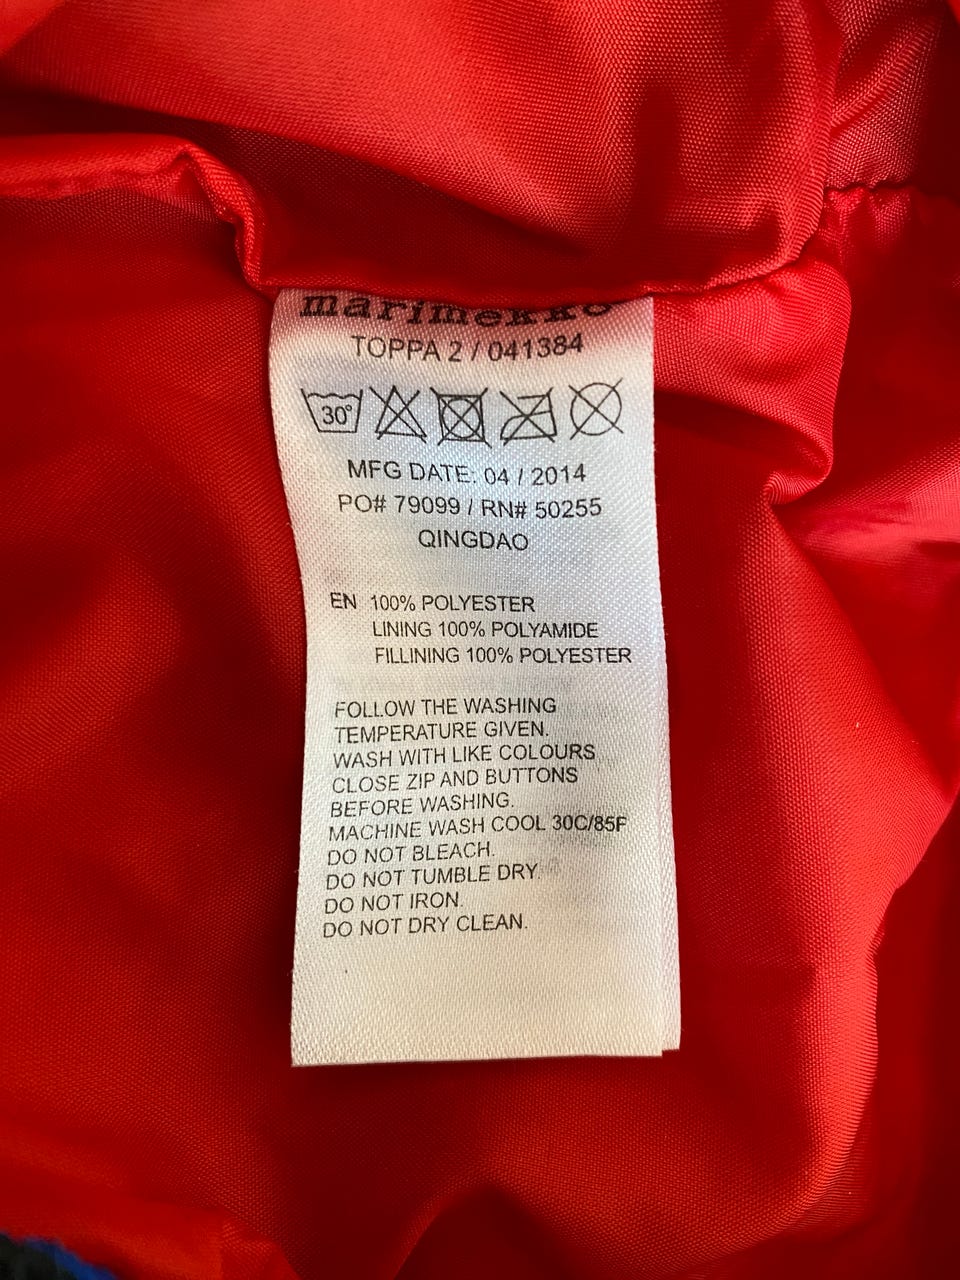 marimekko
TOPPA 2 / 041384
30°
MFG DATE: 04 / 2014
PO# 79099 / RN# 50255
QINGDAO
EN 100% POLYESTER
LINING 100% POLYAMIDE
FILLINING 100% POLYESTER
FOLLOW THE WASHING
TEMPERATURE GIVEN.
WASH WITH LIKE COLOURS
CLOSE ZIP AND BUTTONS
BEFORE WASHING.
MACHINE WASH COOL 30C/85F
DO NOT BLEACH.
DO NOT TUMBLE DRY.
DO NOT IRON.
DO NOT DRY CLEAN.